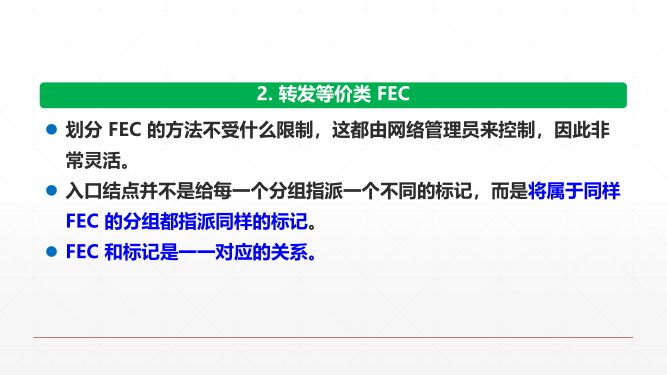 2. 转发等价类 FEC
划分 FEC 的方法不受什么限制，这都由网络管理员来控制，因此非
常灵活。
入口结点并不是给每一个分组指派一个不同的标记，而是将属于同样
FEC 的分组都指派同样的标记。
FEC 和标记是一一对应的关系。